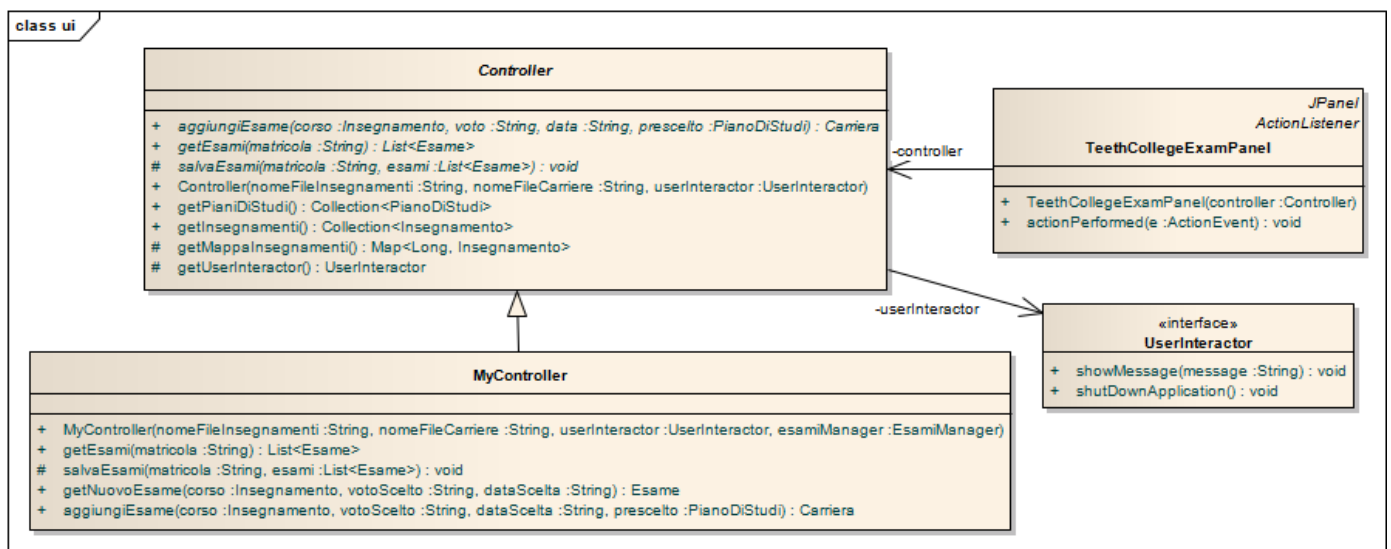 class ui
Controller
+ aggiungiEsame(corso :Insegnamento, voto :String, data :String, prescelto :PianoDiStudi) : Carriera
+ getEsami(matricola :String) : List<Esame>
# salvaEsami(matricola :String, esami :List<Esame>) : void
+ Controller(nomeFileInsegnamenti :String, nomeFileCarriere :String, userInteractor :UserInteractor)
+ getPianiDiStudi() : Collection<PianoDiStudi>
+ getInsegnamenti() : Collection<Insegnamento>
# getMappaInsegnamenti() : Map<Long, Insegnamento>
# getUserInteractor() : UserInteractor
-controller
JPanel
ActionListener
TeethCollegeExamPanel
+ TeethCollegeExamPanel(controller :Controller)
+ actionPerformed(e :ActionEvent) : void
-userInteractor
«interface»
UserInteractor
+ showMessage(message :String) : void
+ shutDownApplication() : void
MyController
+ MyController(nomeFileInsegnamenti :String, nomeFileCarriere :String, userInteractor :UserInteractor, esamiManager :EsamiManager)
+ getEsami(matricola :String) : List<Esame>
# salvaEsami(matricola :String, esami :List<Esame>) : void
+ getNuovoEsame(corso :Insegnamento, votoScelto :String, dataScelta :String) : Esame
+ aggiungiEsame(corso :Insegnamento, votoScelto :String, dataScelta :String, prescelto :PianoDiStudi) : Carriera